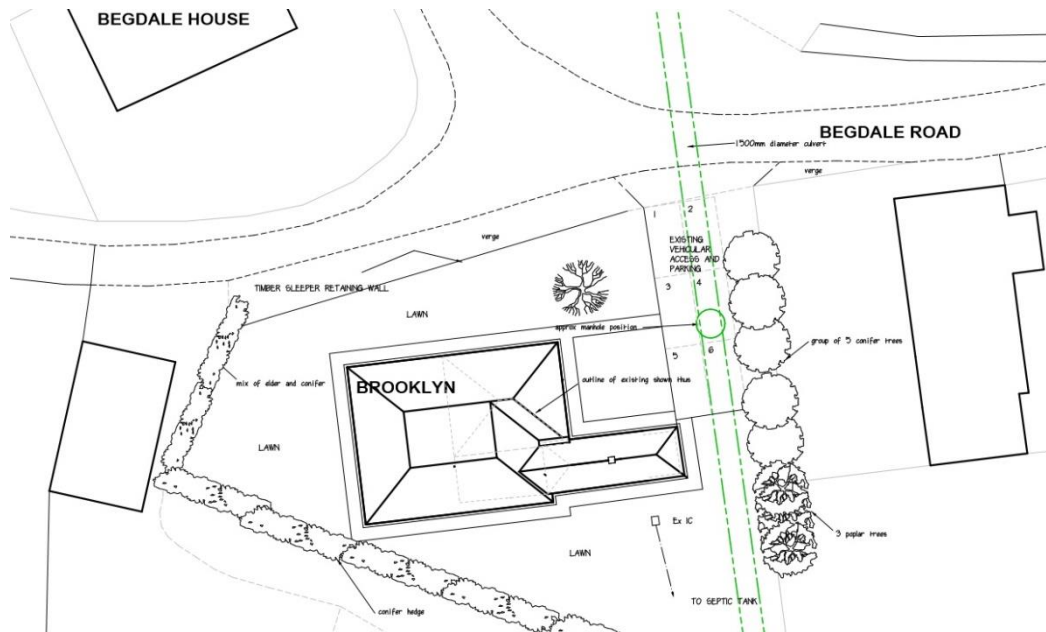 BEGDALE HOUSE
BEGDALE ROAD
1500mm diameter culvert
verge
1
2
verge
EXISTING
VEHICULAR
ACCESS AND
PARKING
TIMBER SLEEPER RETAINING WALL
3
4
LAWN
approx manhole position
group of 5 conifer trees
5
6
mix of elder and conifer
BROOKLYN
outline of existing shown thus
LAWN
Ex IC
3 poplar trees
LAWN
TO SEPTIC TANK
conifer hedge